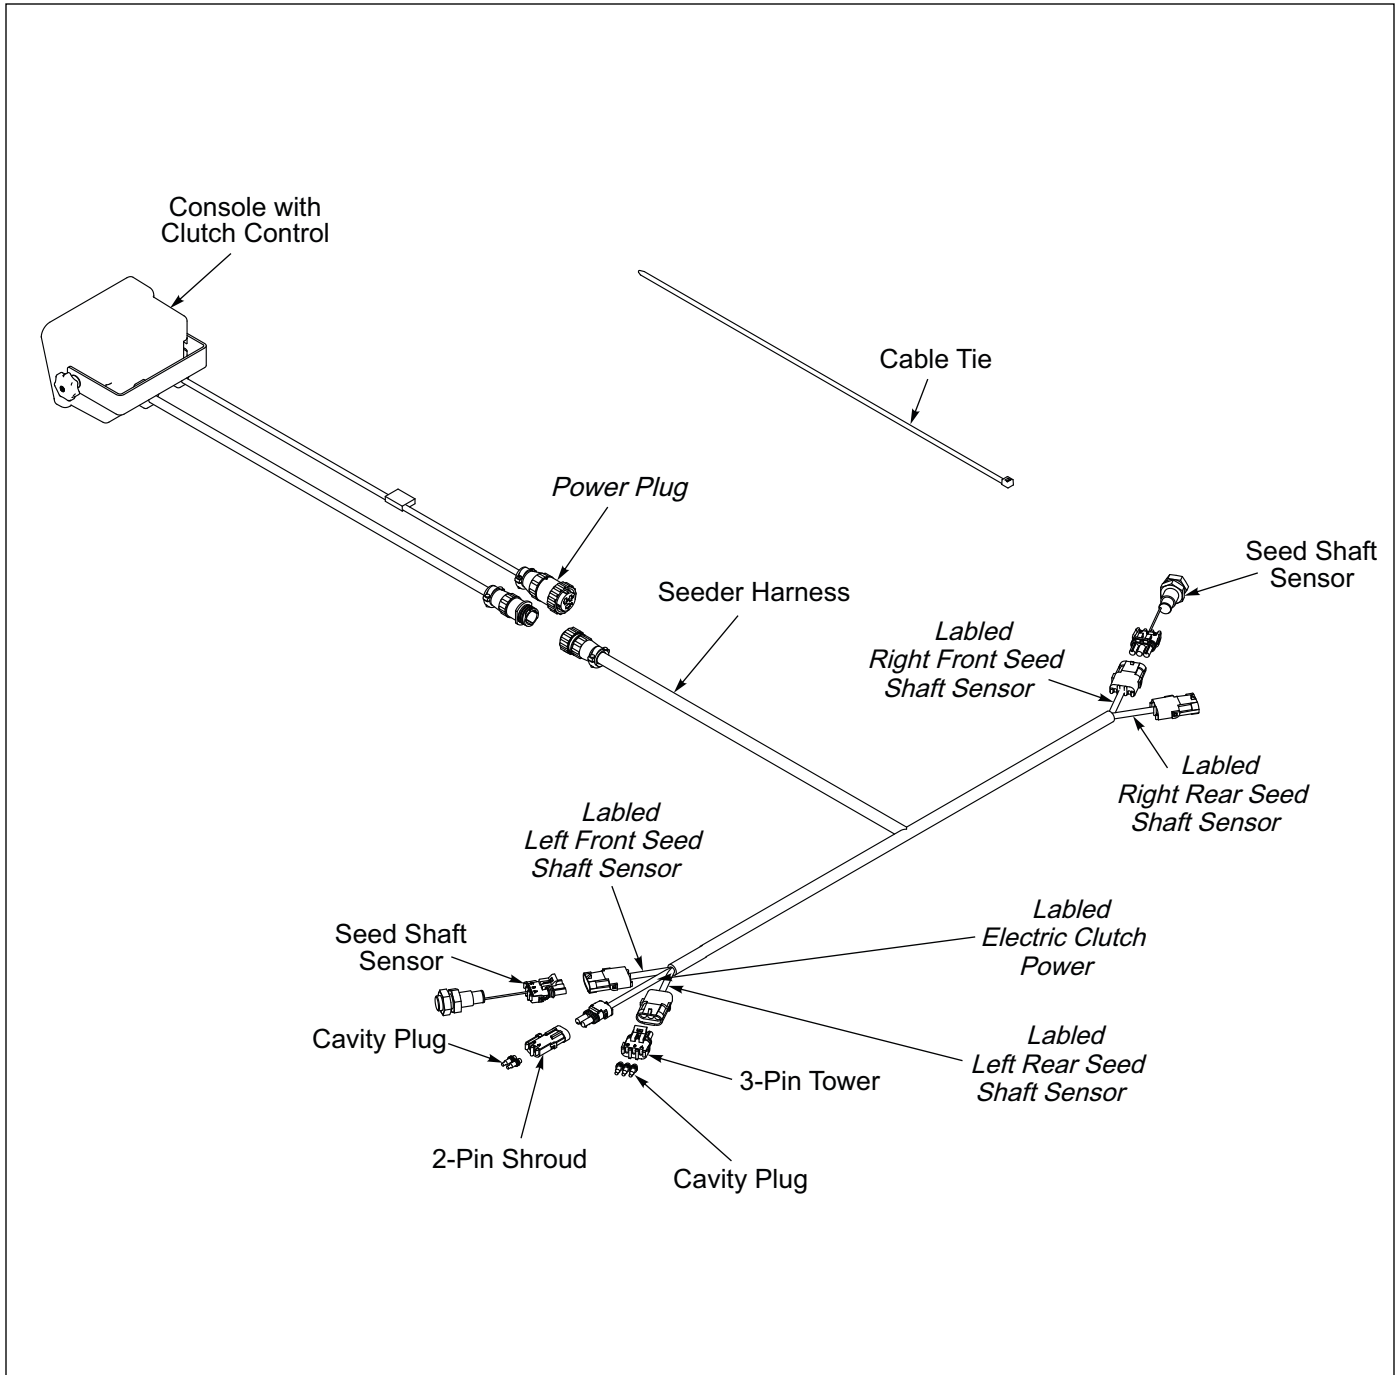 Console with
Clutch Control
Cable Tie
Power Plug
Seeder Harness
Seed Shaft
Sensor
Labled
Right Front Seed
Shaft Sensor
Labled
Right Rear Seed
Shaft Sensor
Labled
Left Front Seed
Shaft Sensor
Labled
Electric Clutch
Power
Seed Shaft
Sensor
Cavity Plug
Labled
Left Rear Seed
Shaft Sensor
3-Pin Tower
2-Pin Shroud
Cavity Plug